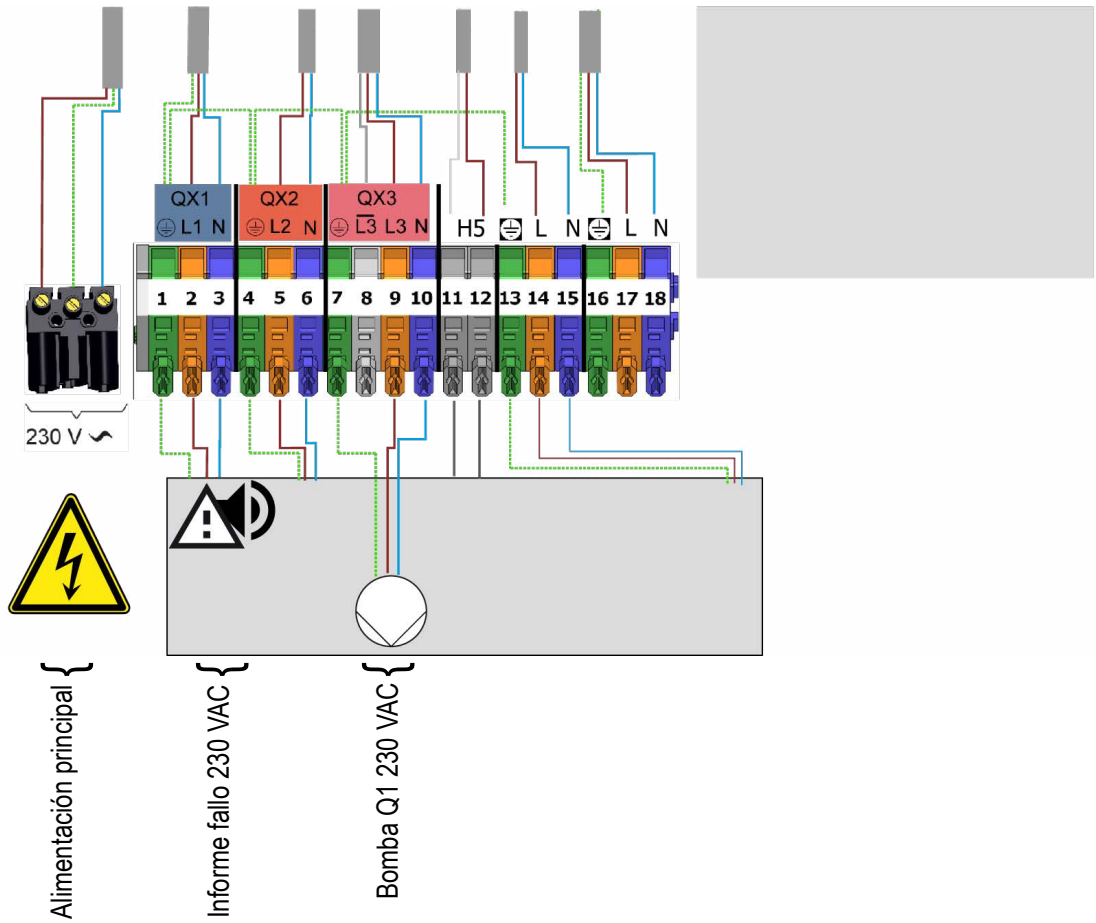 QX1 QX2 QX3
L1 N L2 N L3 L3 N H5 L N L N
1 2 3 4 5 6 7 8 9 10 11 12 13 14 15 16 17 18
230 V
Alimentación principal
Informe fallo 230 VAC
Bomba Q1 230 VAC